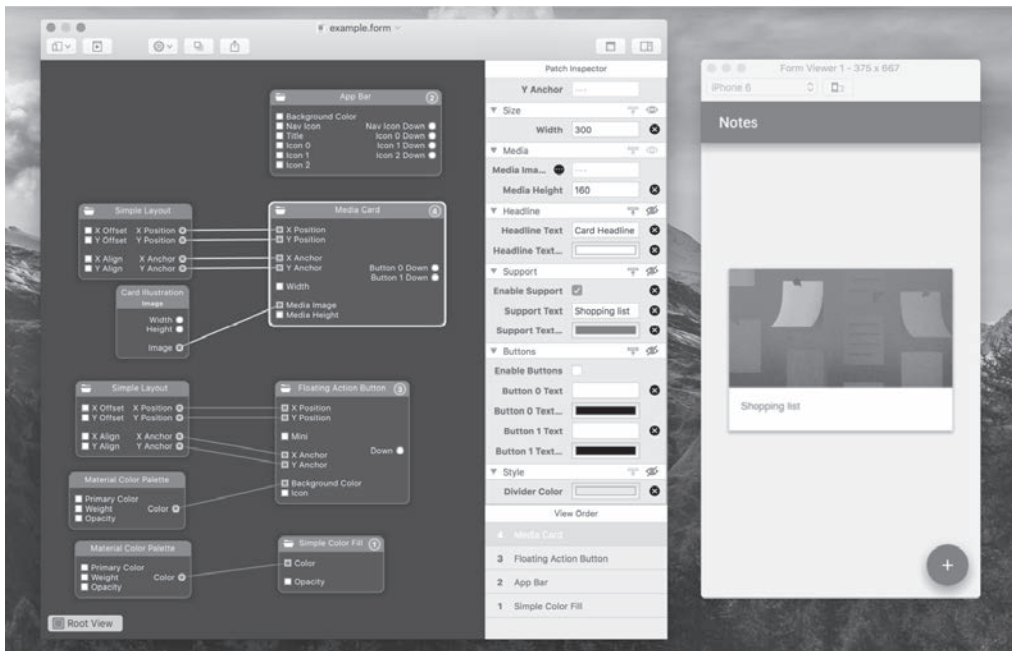 example.form
App Bar 2
Background Color
Nav Icon Nav Icon Down
Title Icon 0 Down
Icon 0 Icon 1 Down
Icon 1 Icon 2 Down
Icon 2
Simple Layout
X Offset X Position
Y Offset Y Position
X Align X Anchor
Y Align Y Anchor
Media Card 4
X Position
Y Position
X Anchor
Y Anchor Button 0 Down
Button 1 Down
Width
Media Image
Media Height
Card Illustration
Image
Width
Height
Image
Simple Layout
X Offset X Position
Y Offset Y Position
X Align X Anchor
Y Align Y Anchor
Floating Action Button 3
X Position
Y Position
Mini
Down
X Anchor
Y Anchor
Background Color
Icon
Material Color Palette
Primary Color
Weight Color
Opacity
Material Color Palette
Primary Color
Weight Color
Opacity
Simple Color Fill 1
Color
Opacity
Root View
Patch Inspector
Y Anchor ---
Size
Width 300
Media
Media Ima... ---
Media Height 160
Headline
Headline Text Card Headline
Headline Text...
Support
Enable Support
Support Text Shopping list
Support Text...
Buttons
Enable Buttons
Button 0 Text
Button 0 Text...
Button 1 Text
Button 1 Text...
Style
Divider Color
View Order
4 Media Card
3 Floating Action Button
2 App Bar
1 Simple Color Fill
Form Viewer 1 - 375 x 667
iPhone 6
Notes
Shopping list
+